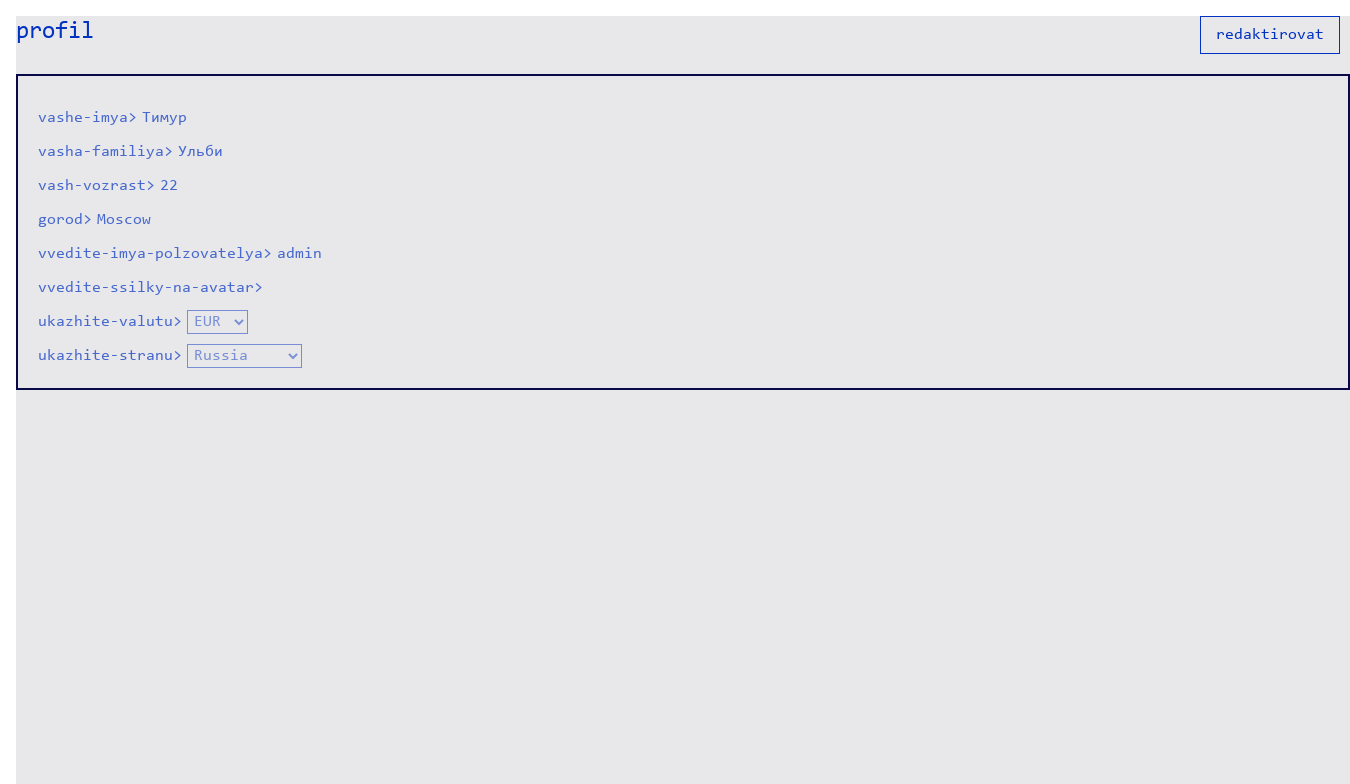 profil
redaktirovat
vashe-imya> Тимур
vasha-familiya> Ульби
vash-vozrast> 22
gorod> Moscow
vvedite-imya-polzovatelya> admin
vvedite-ssilky-na-avatar>
ukazhite-valutu> EUR
ukazhite-stranu> Russia